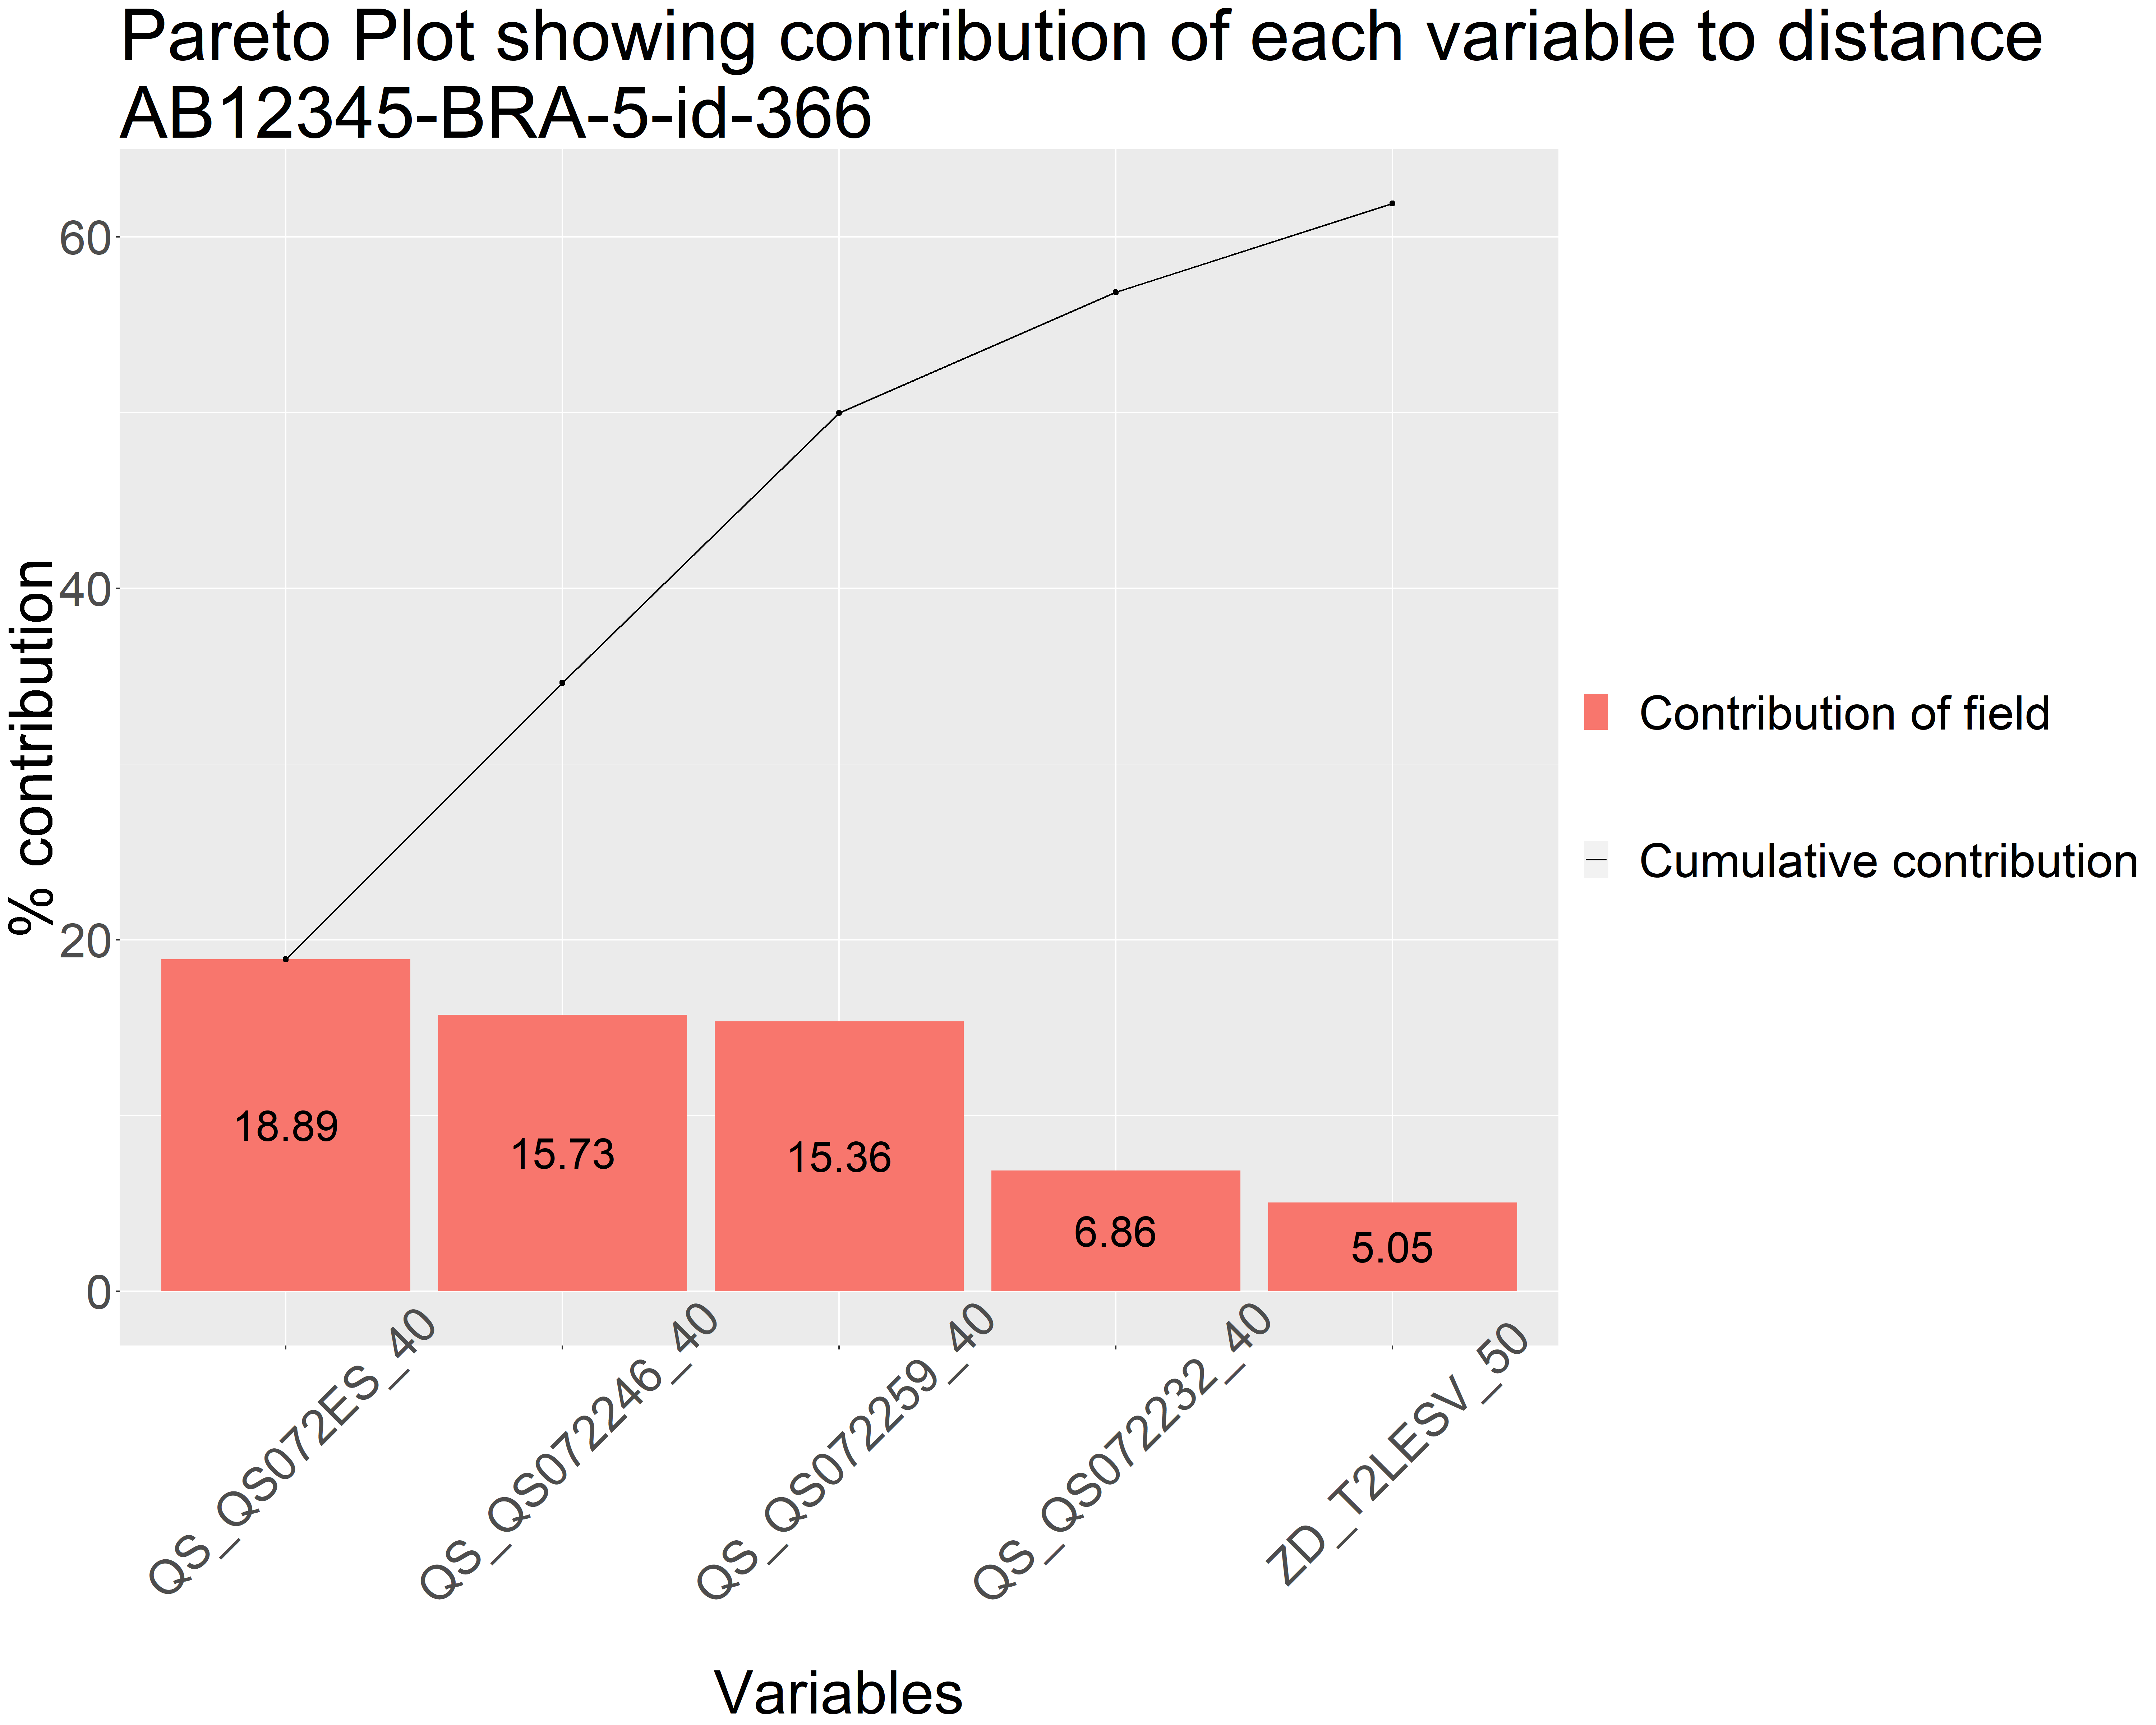 Pareto Plot showing contribution of each variable to distance
AB12345-BRA-5-id-366
% contribution
60
40
20
0
18.89
15.73
15.36
6.86
5.05
QS_QS072ES_40
QS_QS072246_40
QS_QS072259_40
QS_QS072232_40
ZD_T2LESV_50
Variables
Contribution of field
Cumulative contribution